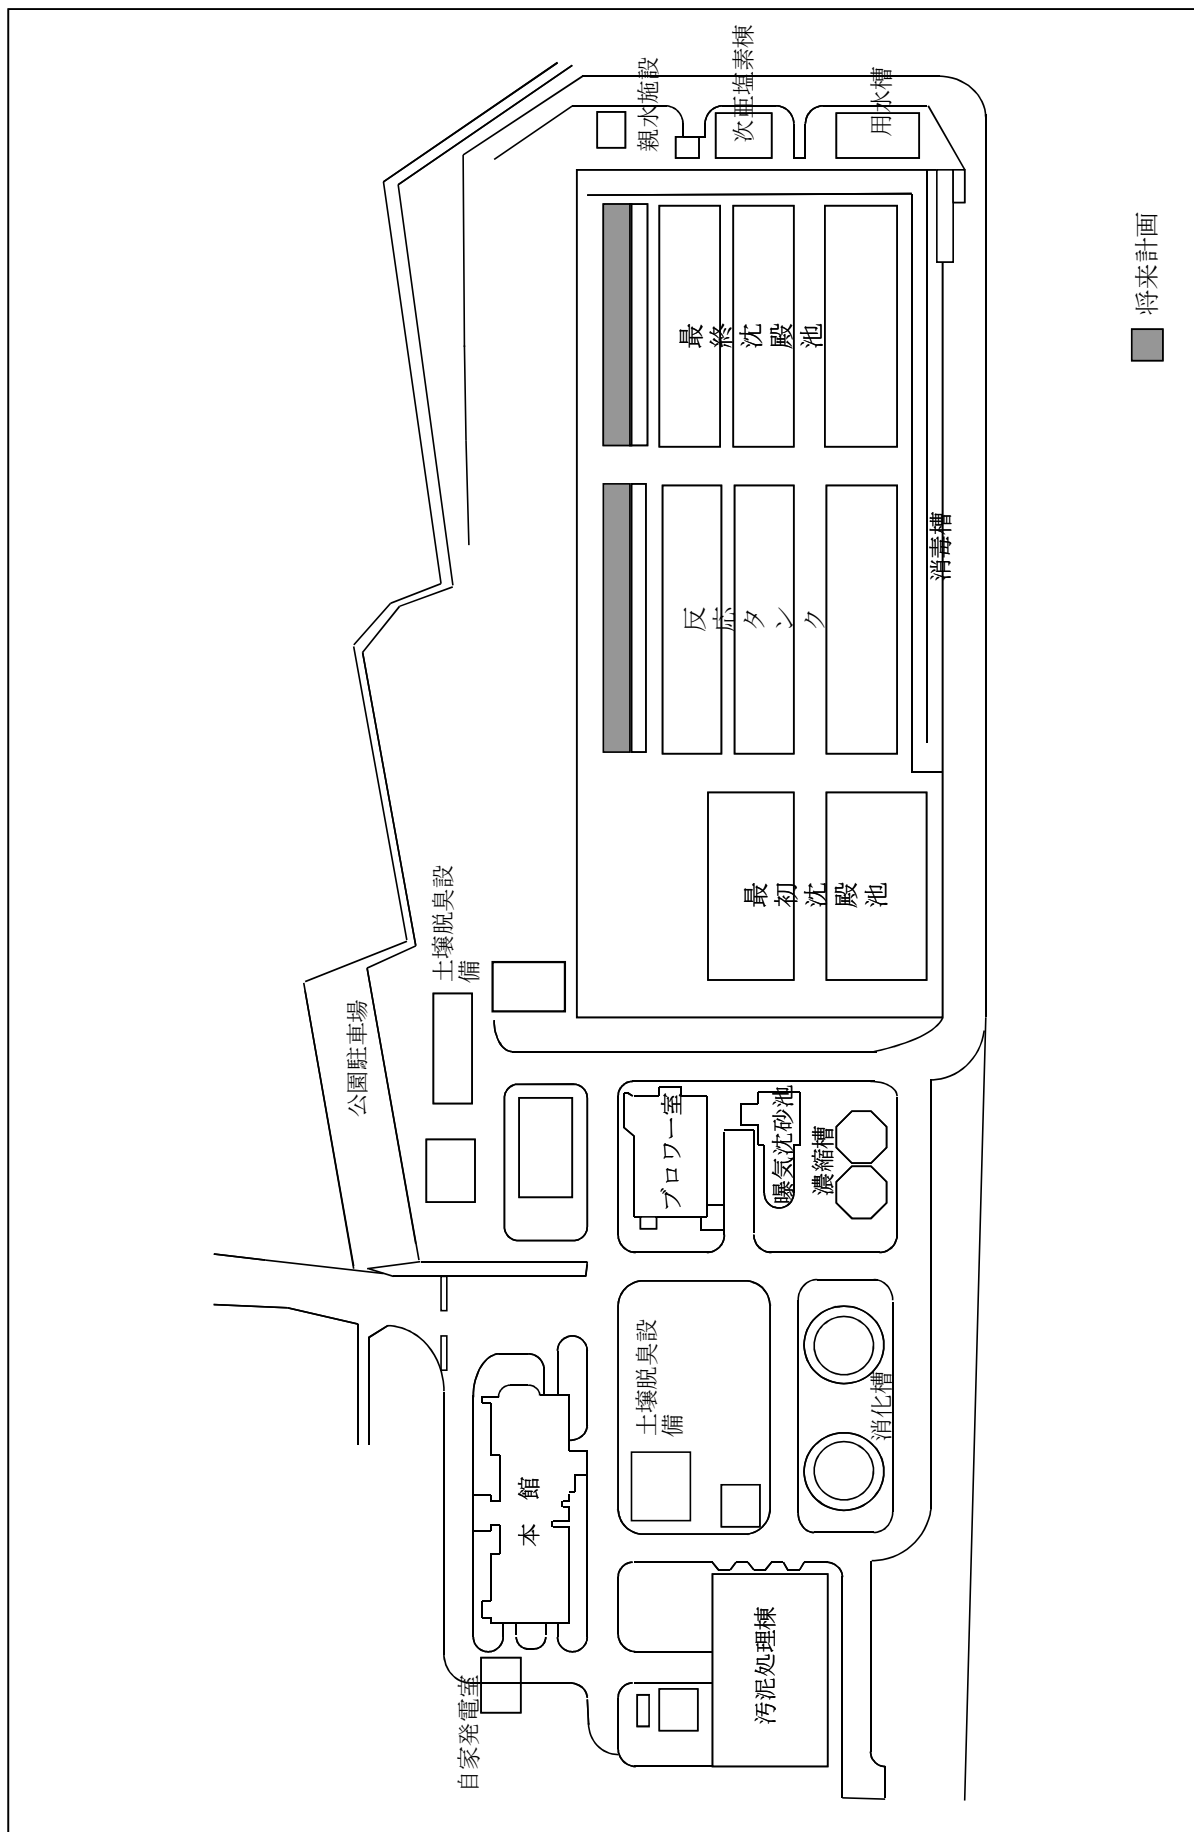 親水施設
次亜塩素棟
用水槽
将来計画
最終沈殿池
消毒槽
反応タンク
最初沈殿池
土壌脱臭設
備
公園駐車場
ブロワー室
曝気沈砂池
濃縮槽
土壌脱臭設
備
消化槽
本館
汚泥処理棟
自家発電室